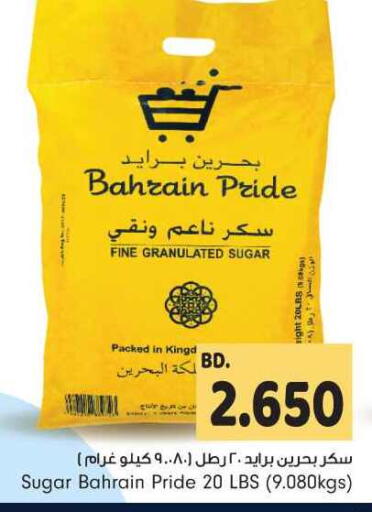 بحرين برايد
Bahrain Pride
سكر ناعم ونقي
FINE GRANULATED SUGAR
Packed in Kingd
لكة البحرين
BD.
2.650
سكر بحرين برايد ٢٠ رطل (٩.٠٨٠ كيلو غرام)
Sugar Bahrain Pride 20 LBS (9.080kgs)